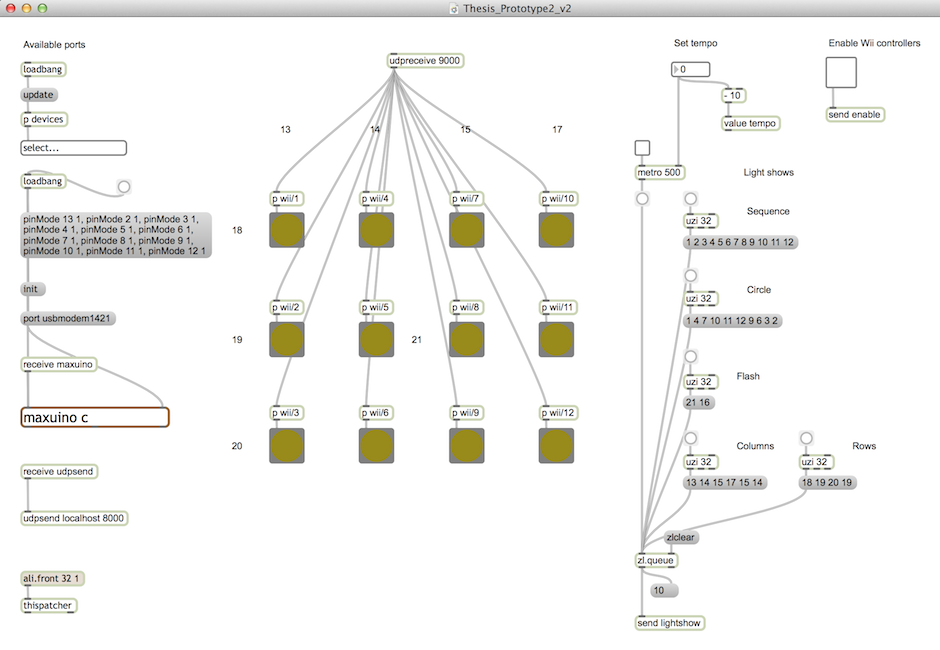 Thesis_Prototype2_v2
Available ports
loadbang
update
p devices
select...
loadbang
pinMode 13 1, pinMode 2 1, pinMode 3 1,
pinMode 4 1, pinMode 5 1, pinMode 6 1,
pinMode 7 1, pinMode 8 1, pinMode 9 1,
pinMode 10 1, pinMode 11 1, pinMode 12 1
init
port usbmodem1421
receive maxuino
maxuino c
receive udpsend
udpsend localhost 8000
ali.front 32 1
thispatcher
udpreceive 9000
13 14 15 17
p wii/1 p wii/4 p wii/7 p wii/10
18
p wii/2 p wii/5 p wii/8 p wii/11
19 21
p wii/3 p wii/6 p wii/9 p wii/12
20
Set tempo
0
- 10
value tempo
metro 500
Enable Wii controllers
send enable
Light shows
Sequence
uzi 32
1 2 3 4 5 6 7 8 9 10 11 12
Circle
uzi 32
1 4 7 10 11 12 9 6 3 2
Flash
uzi 32
21 16
Columns
uzi 32
13 14 15 17 15 14
Rows
uzi 32
18 19 20 19
zlclear
zl.queue
10
send lightshow